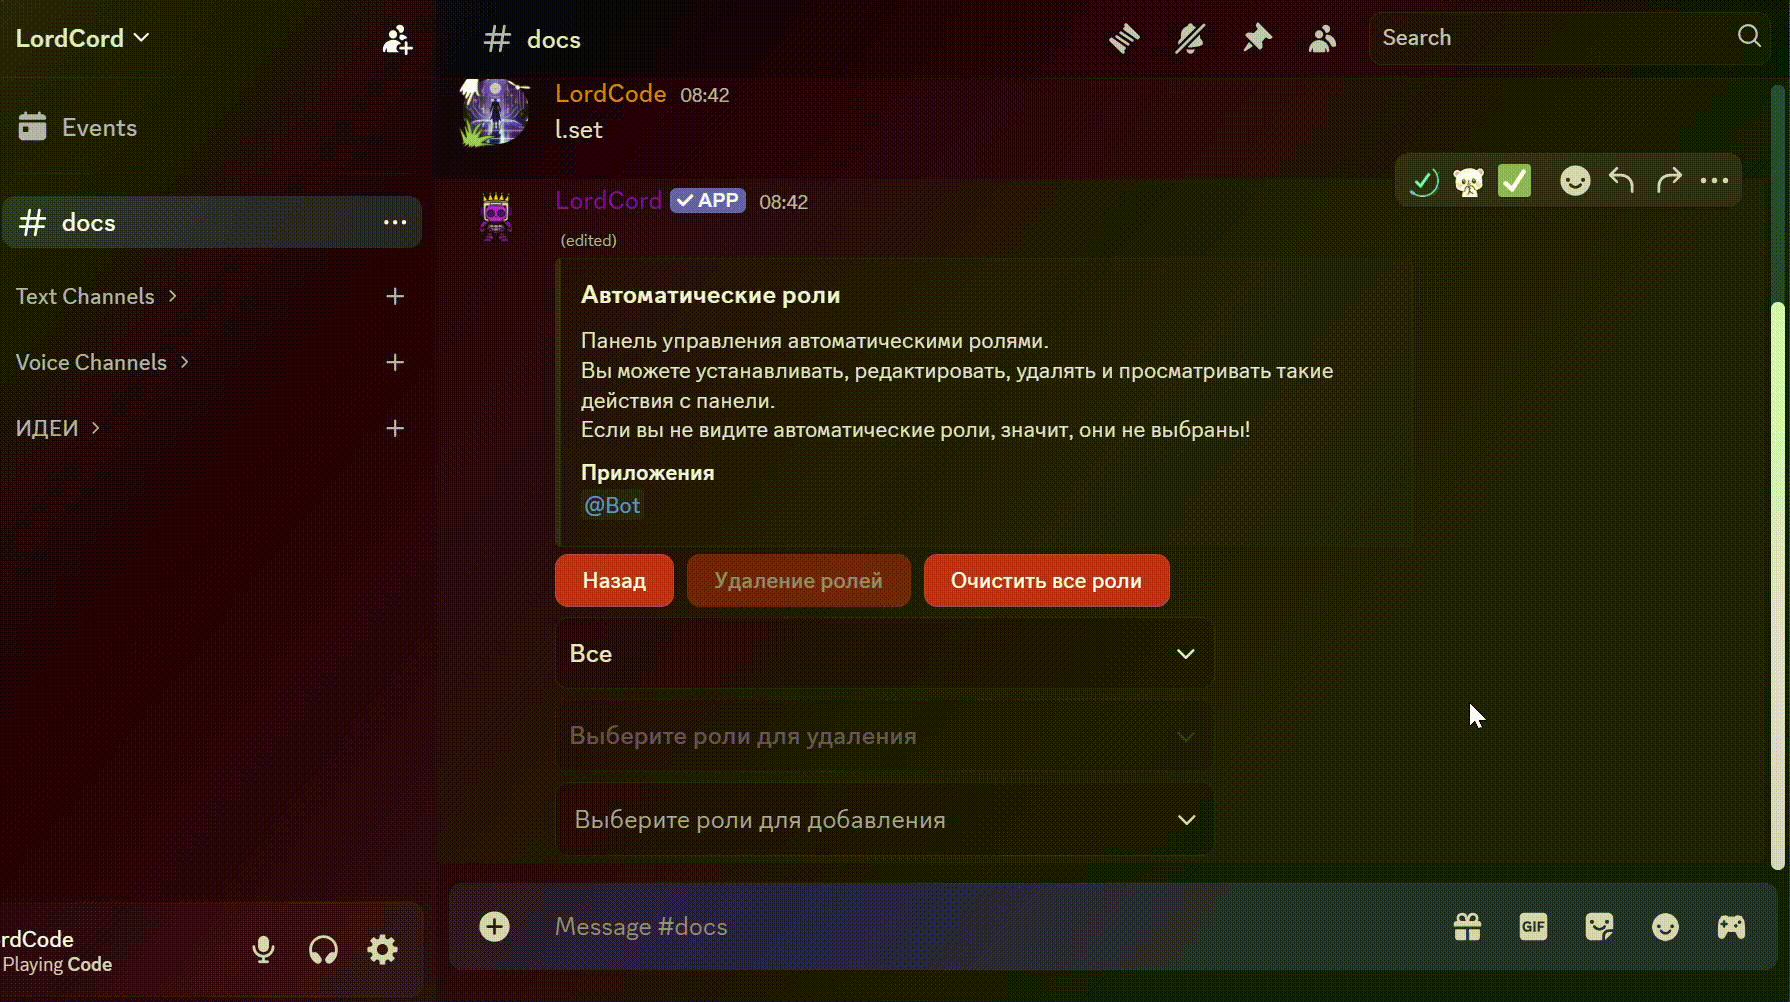 LordCord
Events
docs
Text Channels
Voice Channels
ИДЕИ
rdCode
Playing Code
docs
Search
LordCode 08:42
l.set
LordCord APP 08:42
(edited)
Автоматические роли
Панель управления автоматическими ролями.
Вы можете устанавливать, редактировать, удалять и просматривать такие
действия с панели.
Если вы не видите автоматические роли, значит, они не выбраны!
Приложения
@Bot
Назад
Удаление ролей
Очистить все роли
Все
Выберите роли для удаления
Выберите роли для добавления
Message #docs
GIF